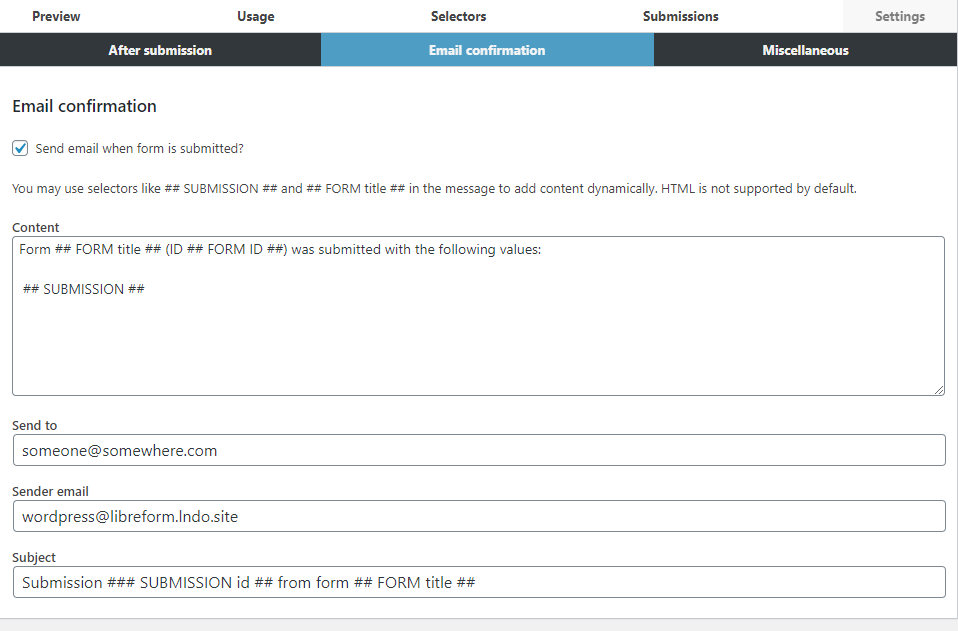 Preview Usage Selectors Submissions Settings
After submission Email confirmation Miscellaneous
Email confirmation
Send email when form is submitted?
You may use selectors like ## SUBMISSION ## and ## FORM title ## in the message to add content dynamically. HTML is not supported by default.
Content
Form ## FORM title ## (ID ## FORM ID ##) was submitted with the following values:
## SUBMISSION ##
Send to
someone@somewhere.com
Sender email
wordpress@libreform.lndo.site
Subject
Submission ### SUBMISSION id ## from form ## FORM title ##